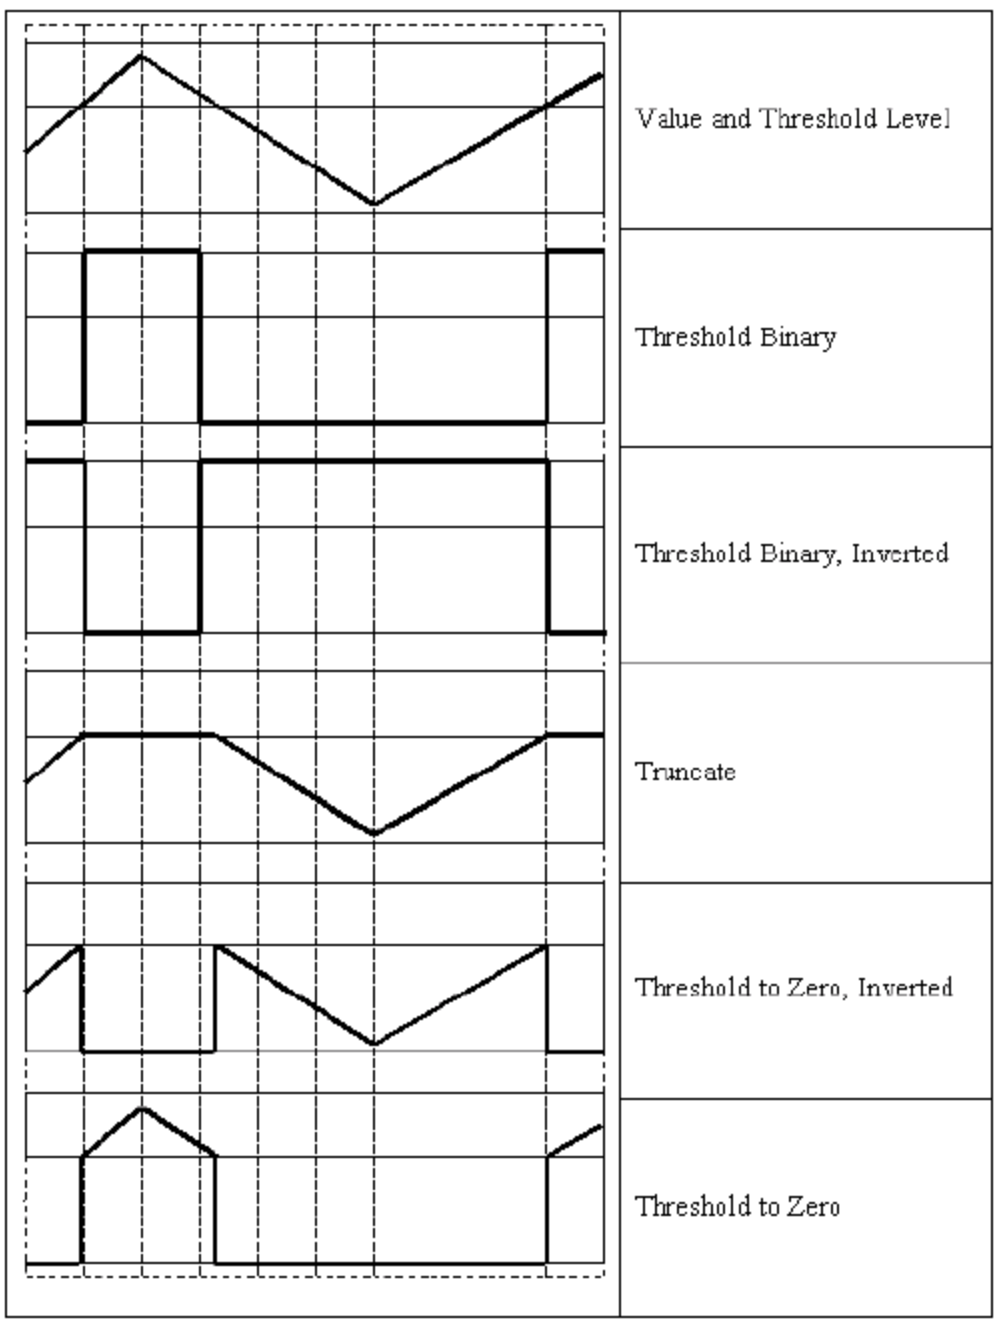 Value and Threshold Level
Threshold Binary
Threshold Binary, Inverted
Truncate
Threshold to Zero, Inverted
Threshold to Zero